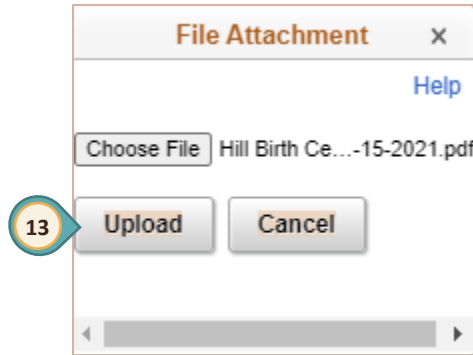 File Attachment ×
Help
Choose File Hill Birth Ce...-15-2021.pdf
13 Upload Cancel